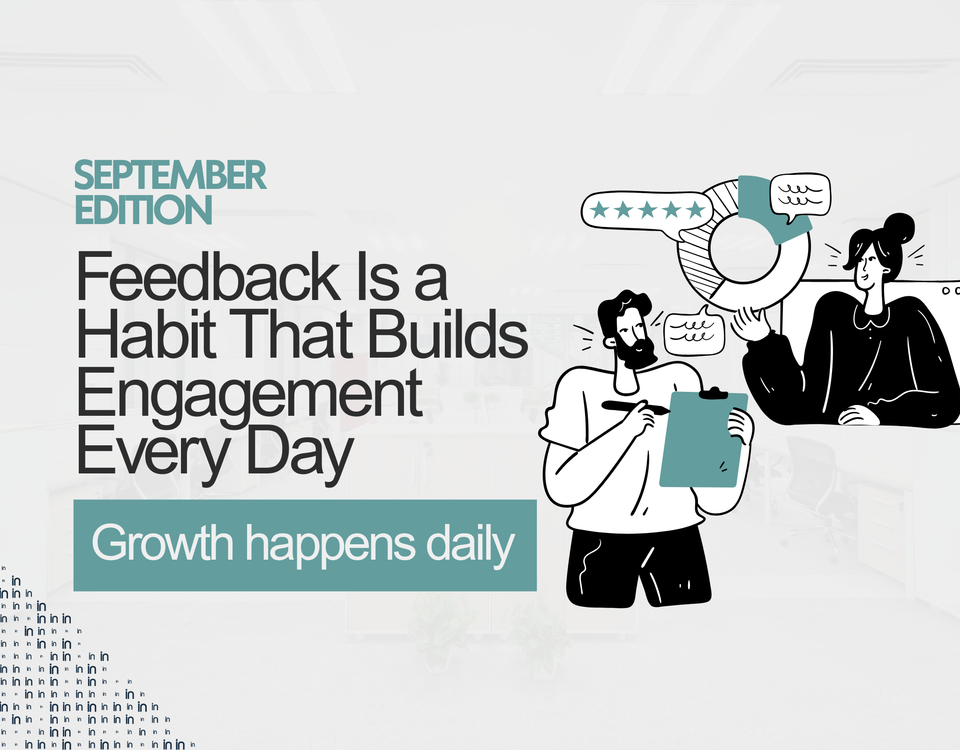 SEPTEMBER
EDITION
Feedback Is a
Habit That Builds
Engagement
Every Day
Growth happens daily